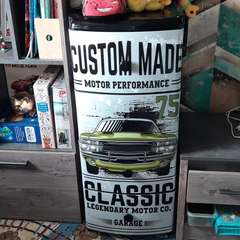 CUSTOM MADE
MOTOR PERFORMANCE
75
CLASSIC
LEGENDARY MOTOR CO.
GARAGE